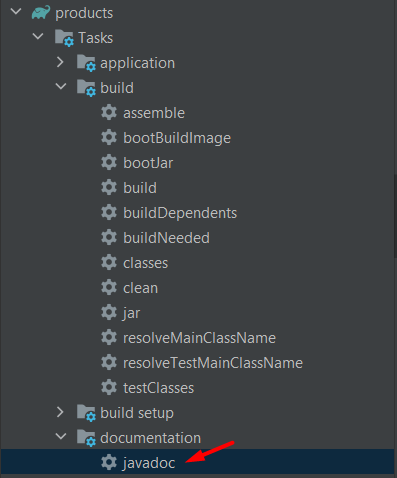 products
Tasks
application
build
assemble
bootBuildImage
bootJar
build
buildDependents
buildNeeded
classes
clean
jar
resolveMainClassName
resolveTestMainClassName
testClasses
build setup
documentation
javadoc